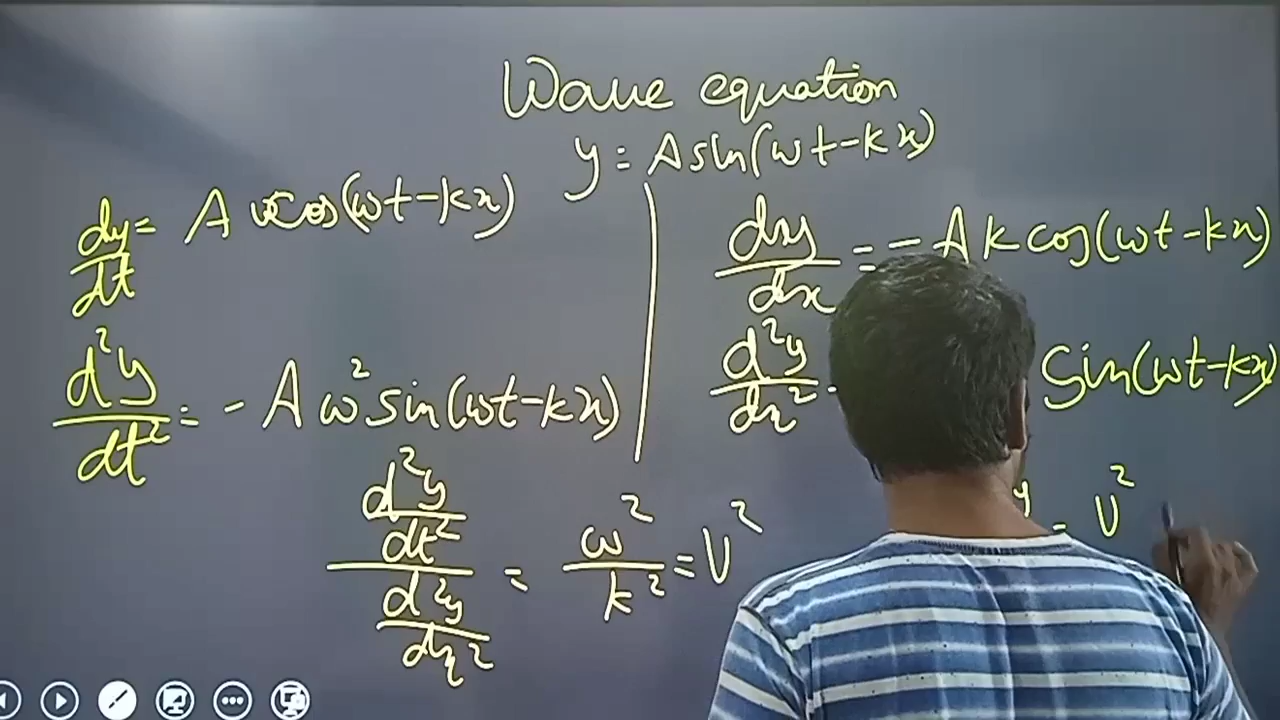 Wave equation
y = A sin(ωt-kx)
dy/dt = A ω cos(ωt-kx)
d²y/dt² = - A ω² sin(ωt-kx)
dy/dx = - A k cos(ωt-kx)
d²y/dx² sin(ωt-kx)
d²y/dt² / d²y/dx² = ω²/k² = v²
y = v²